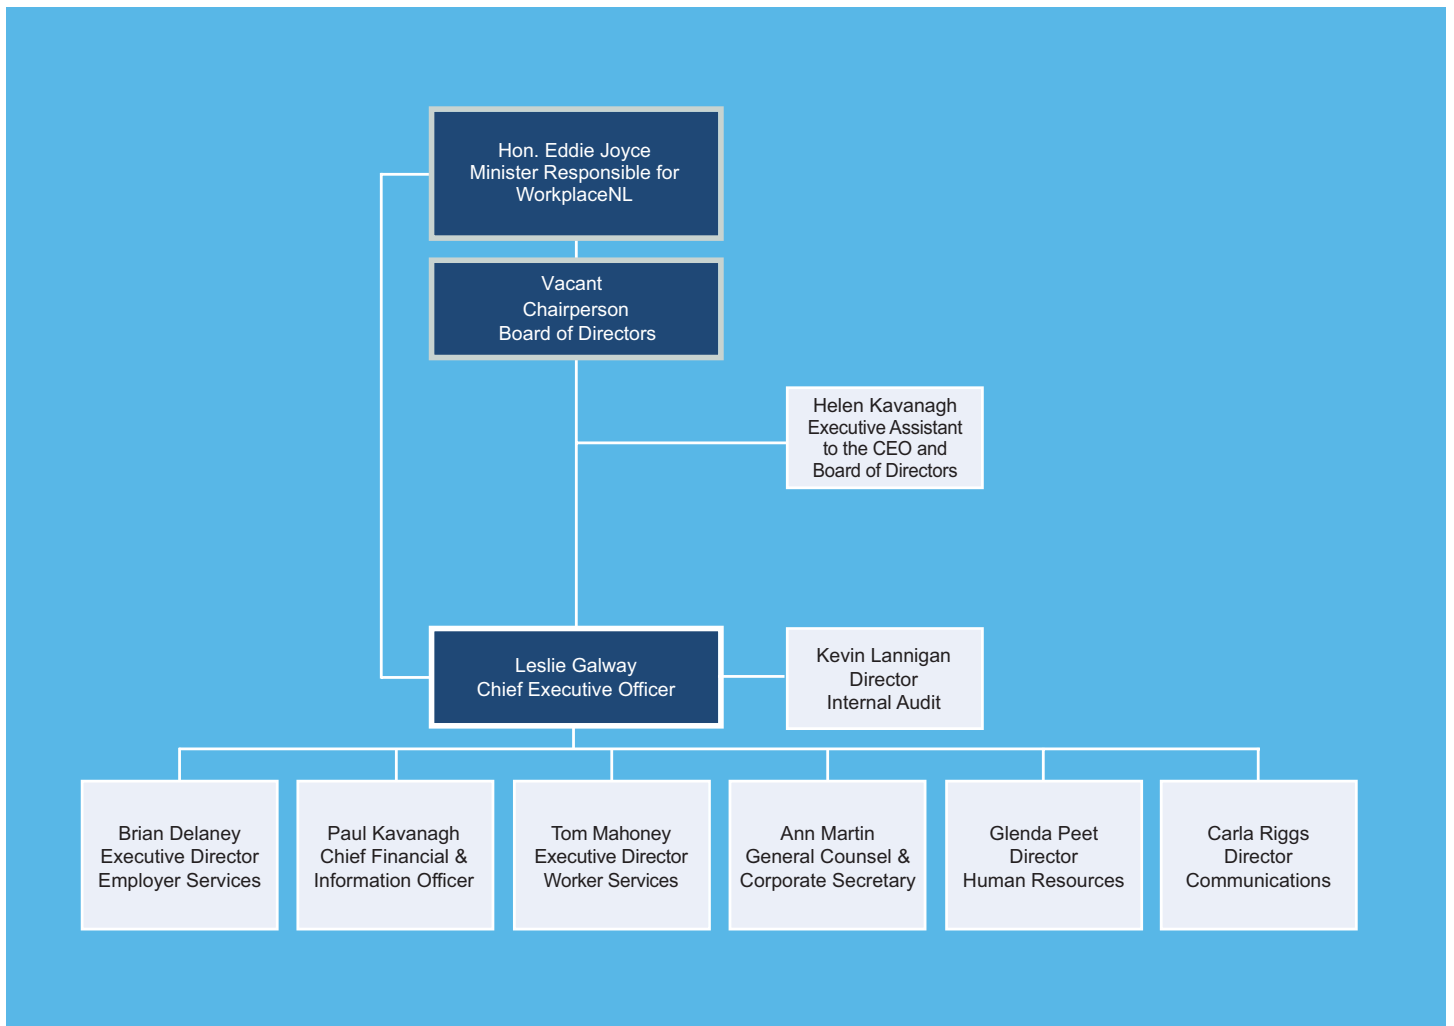 Hon. Eddie Joyce
Minister Responsible for
WorkplaceNL
Vacant
Chairperson
Board of Directors
Helen Kavanagh
Executive Assistant
to the CEO and
Board of Directors
Leslie Galway
Chief Executive Officer
Kevin Lannigan
Director
Internal Audit
Brian Delaney
Executive Director
Employer Services
Paul Kavanagh
Chief Financial &
Information Officer
Tom Mahoney
Executive Director
Worker Services
Ann Martin
General Counsel &
Corporate Secretary
Glenda Peet
Director
Human Resources
Carla Riggs
Director
Communications